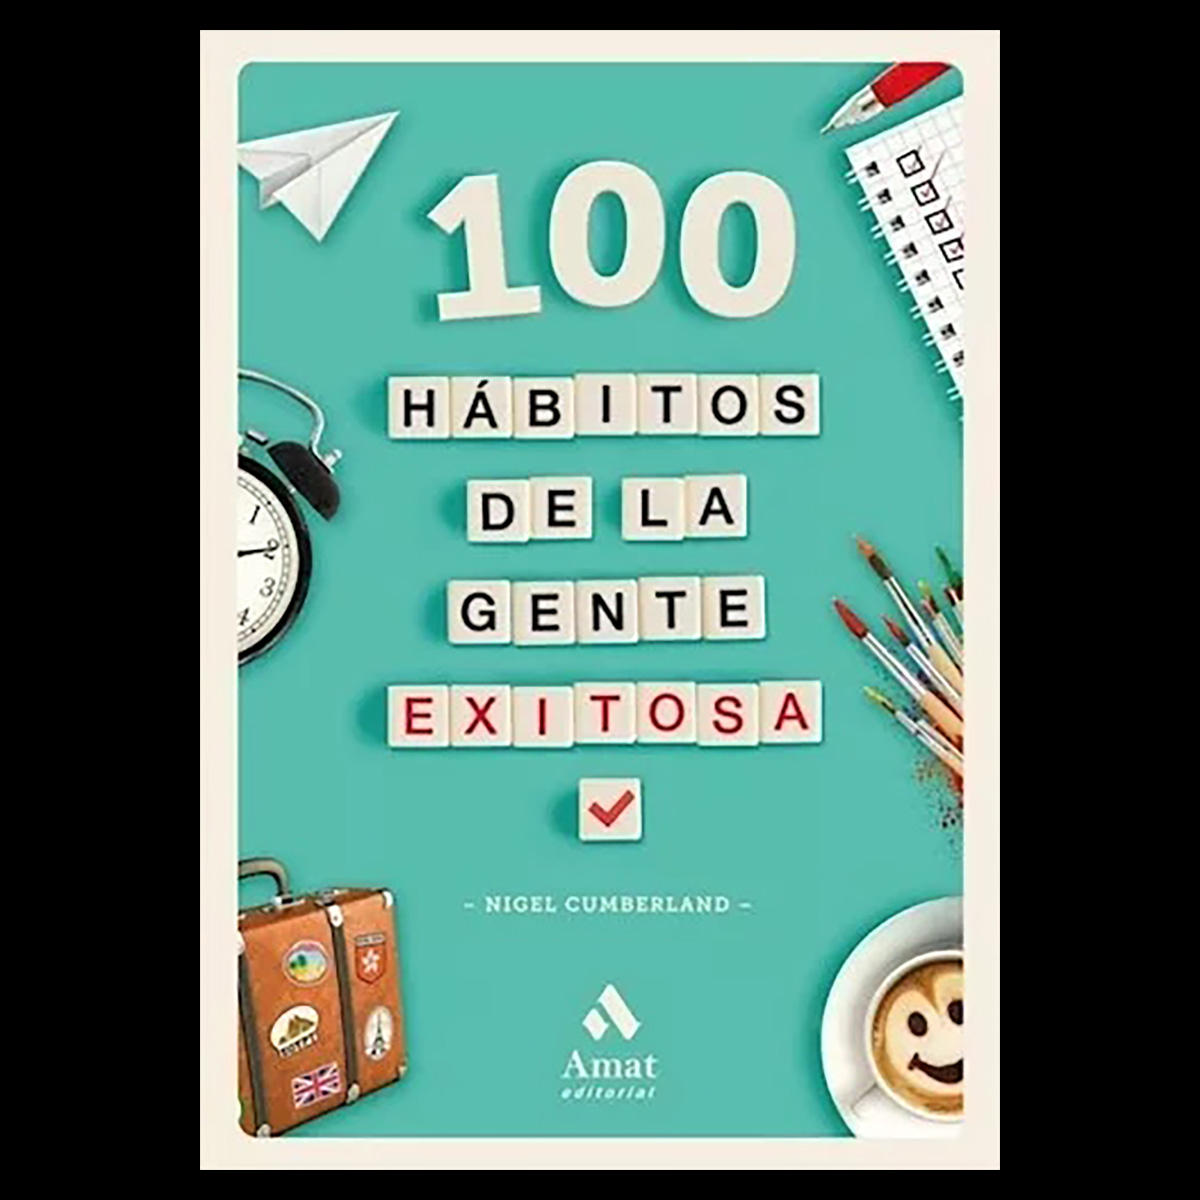 100
HÁBITOS
DE LA
GENTE
EXITOSA
– NIGEL CUMBERLAND –
Amat
editorial